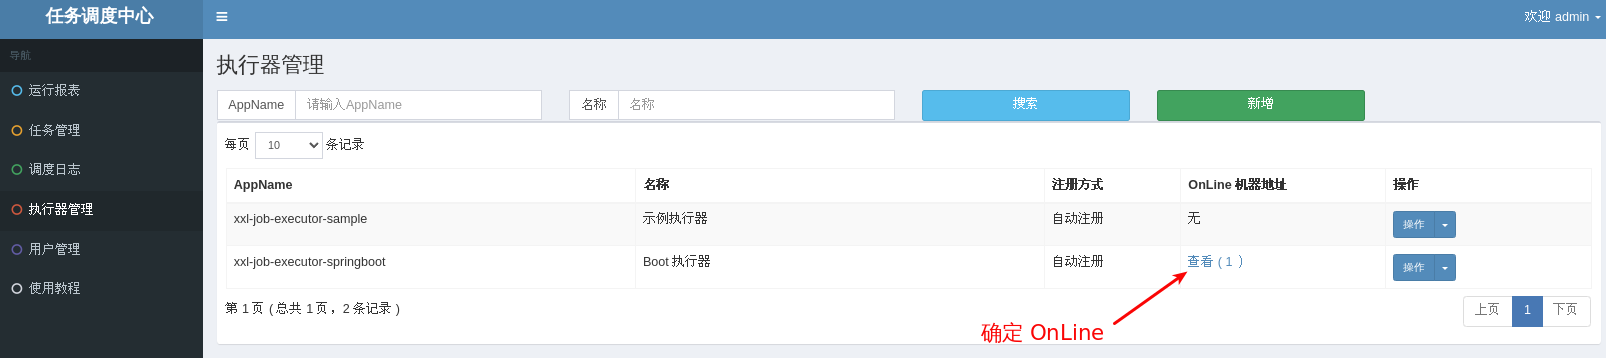 任务调度中心
欢迎 admin
导航
运行报表
任务管理
调度日志
执行器管理
用户管理
使用教程
执行器管理
AppName 请输入AppName 名称 名称 搜索 新增
每页 10 条记录
AppName 名称 注册方式 OnLine 机器地址 操作
xxl-job-executor-sample 示例执行器 自动注册 无 操作
xxl-job-executor-springboot Boot 执行器 自动注册 查看 ( 1 ) 操作
第 1 页 ( 总共 1 页，2 条记录 ) 上页 1 下页
确定 OnLine